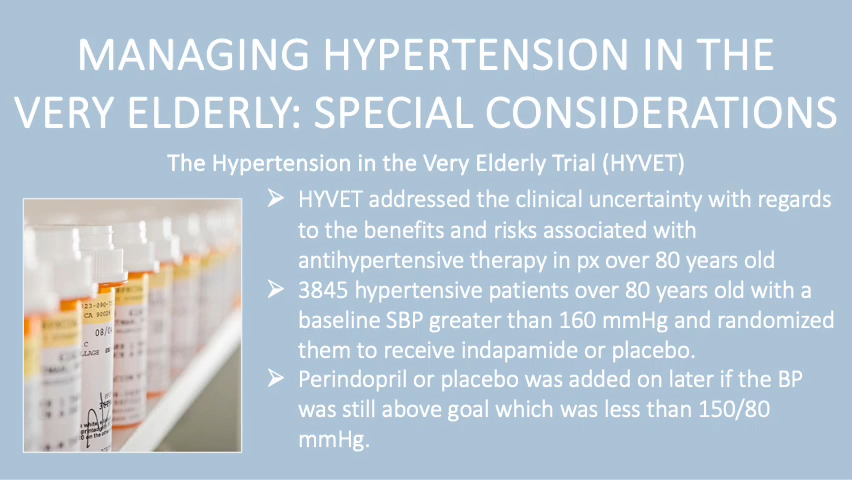 MANAGING HYPERTENSION IN THE
VERY ELDERLY: SPECIAL CONSIDERATIONS
The Hypertension in the Very Elderly Trial (HYVET)
➢ HYVET addressed the clinical uncertainty with regards
to the benefits and risks associated with
antihypertensive therapy in px over 80 years old
➢ 3845 hypertensive patients over 80 years old with a
baseline SBP greater than 160 mmHg and randomized
them to receive indapamide or placebo.
➢ Perindopril or placebo was added on later if the BP
was still above goal which was less than 150/80
mmHg.
08/0